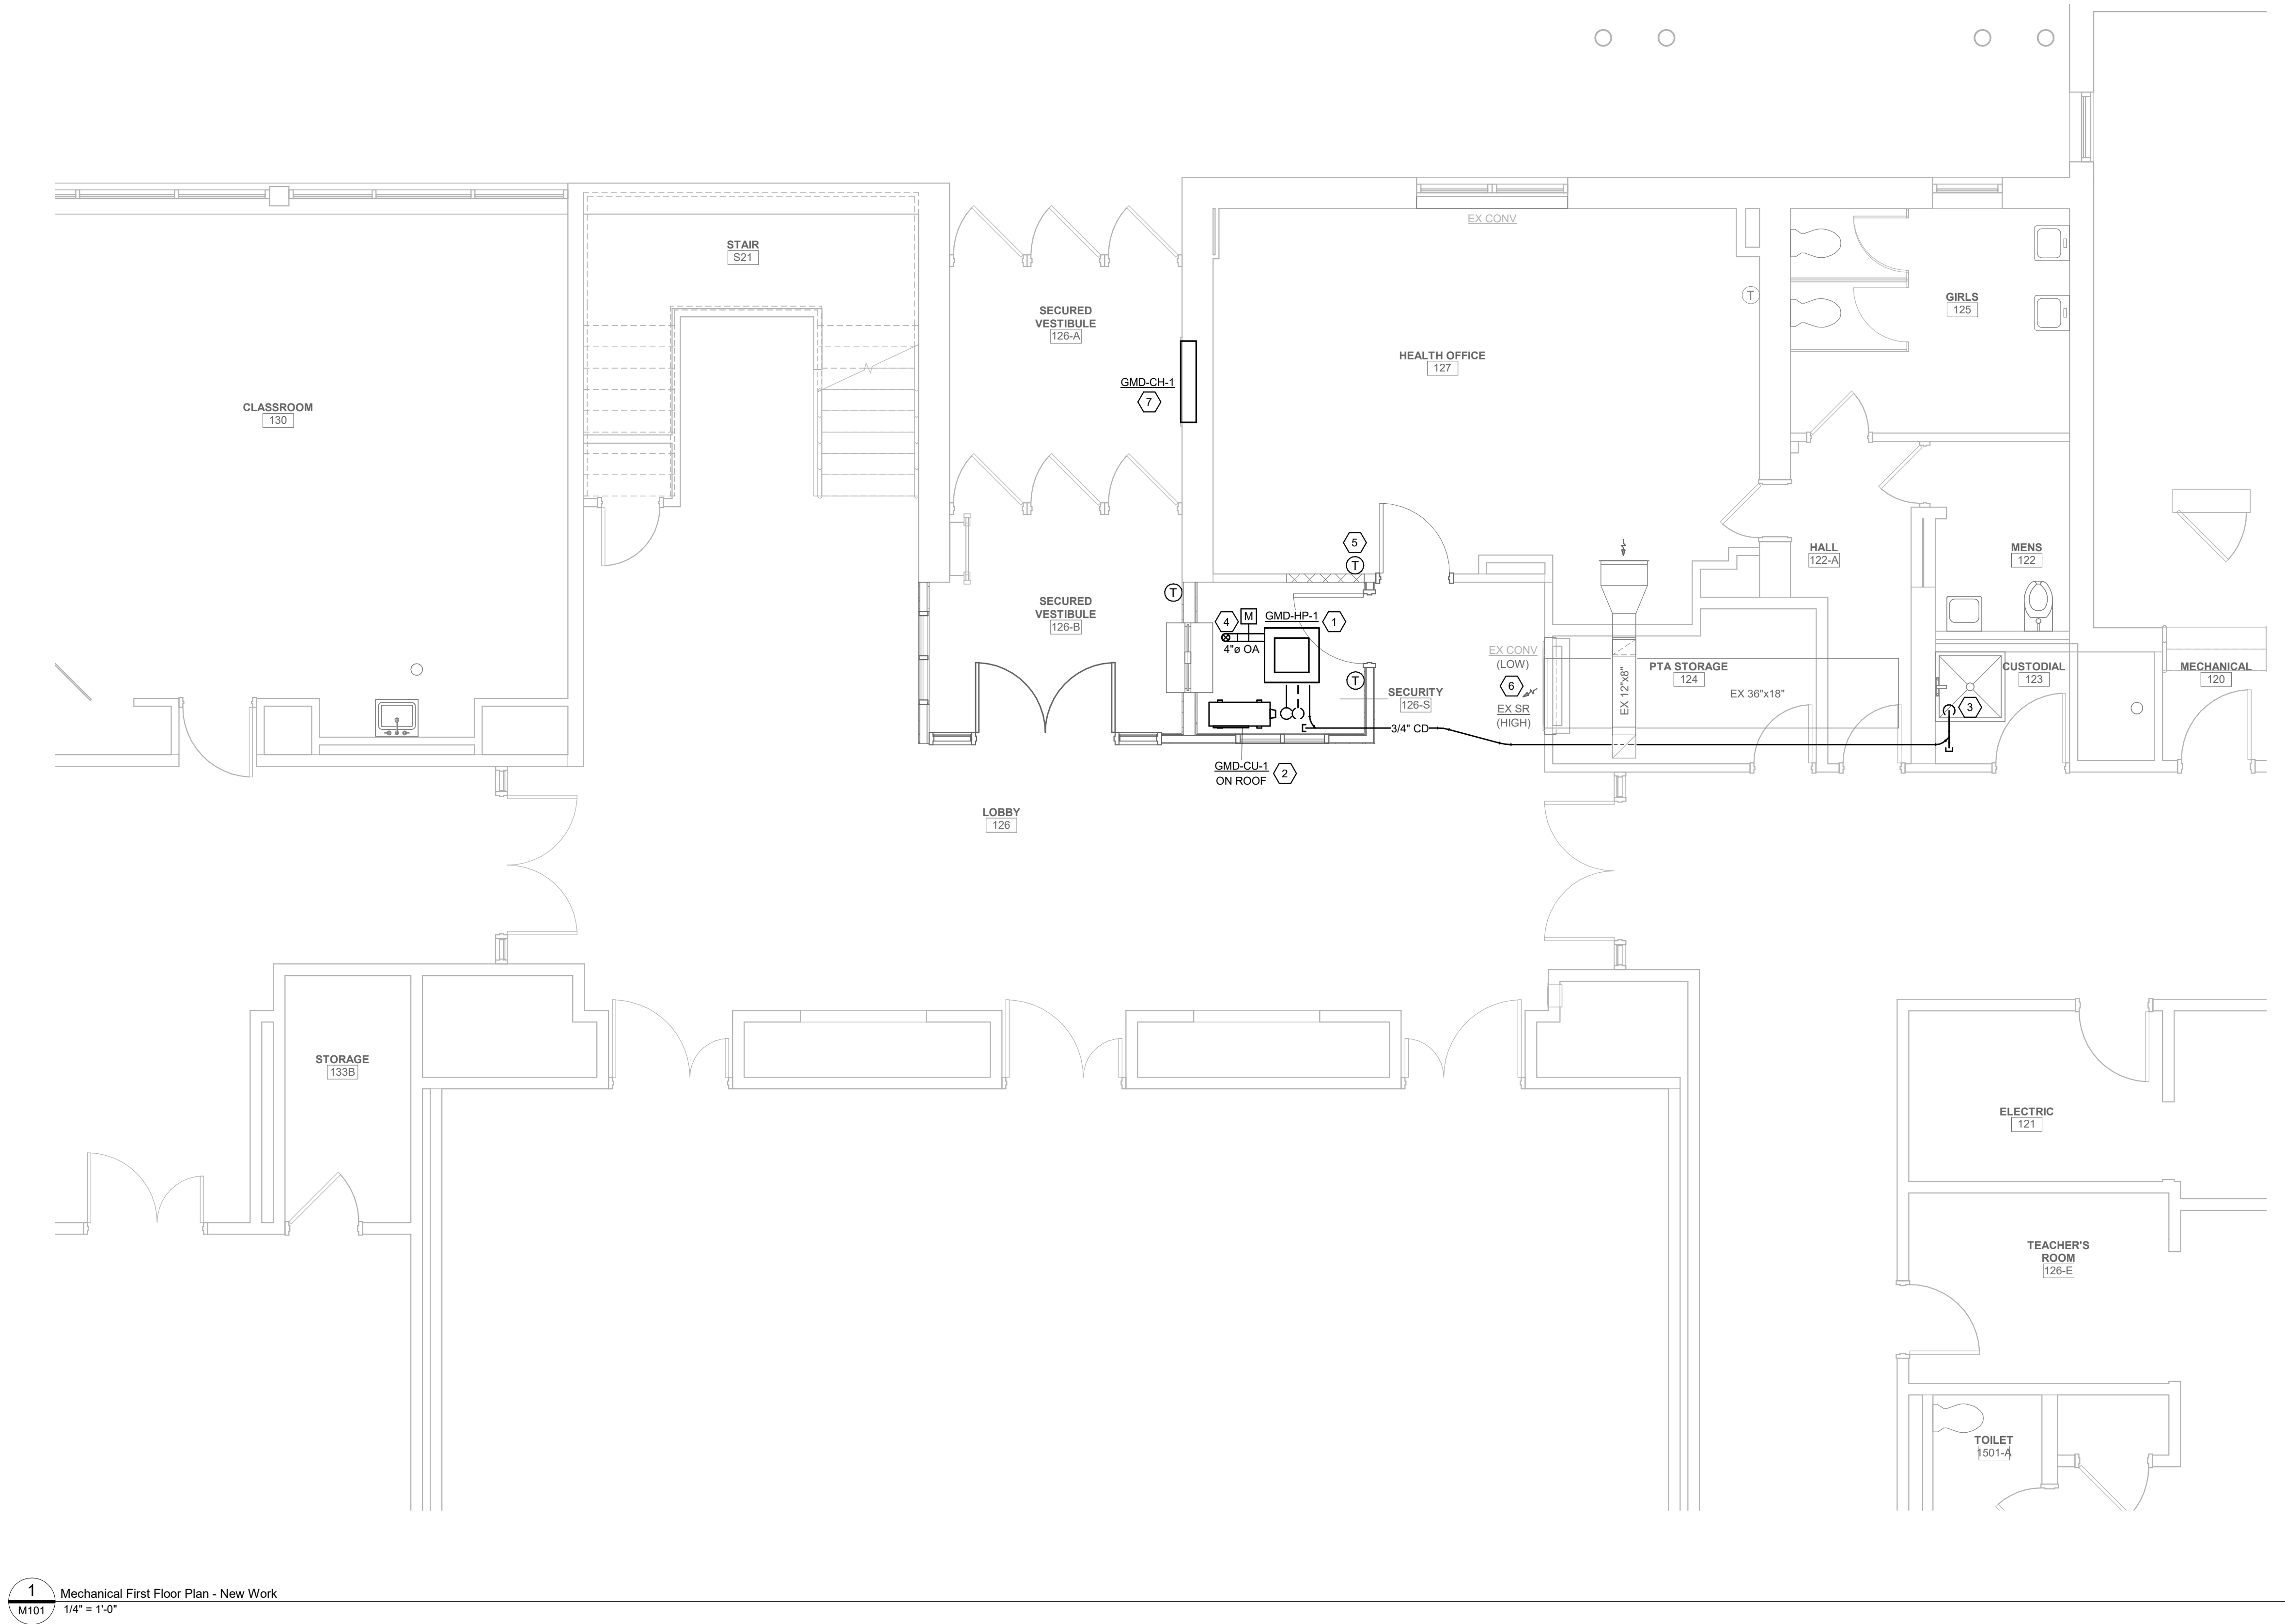 EX CONV
STAIR
S21
SECURED
VESTIBULE
126-A
GIRLS
125
T
HEALTH OFFICE
127
GMD-CH-1
7
CLASSROOM
130
5
T
HALL
122-A
MENS
122
T
SECURED
VESTIBULE
126-B
4
M
GMD-HP-1
1
4"ø OA
EX CONV
(LOW)
6
EX SR
(HIGH)
EX 12"x8"
PTA STORAGE
124
EX 36"x18"
CUSTODIAL
123
MECHANICAL
120
T
SECURITY
126-S
3
3/4" CD
GMD-CU-1
ON ROOF
2
LOBBY
126
STORAGE
133B
ELECTRIC
121
TEACHER'S
ROOM
126-E
TOILET
1501-A
1
M101
Mechanical First Floor Plan - New Work
1/4" = 1'-0"